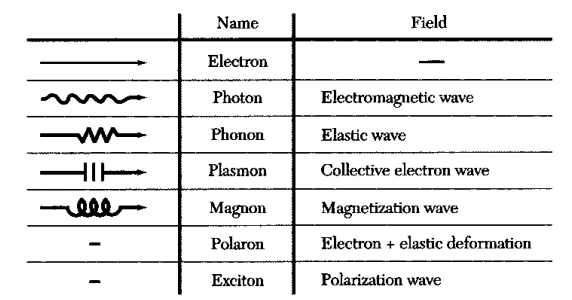 Name Field
Electron —
Photon Electromagnetic wave
Phonon Elastic wave
Plasmon Collective electron wave
Magnon Magnetization wave
– Polaron Electron + elastic deformation
– Exciton Polarization wave